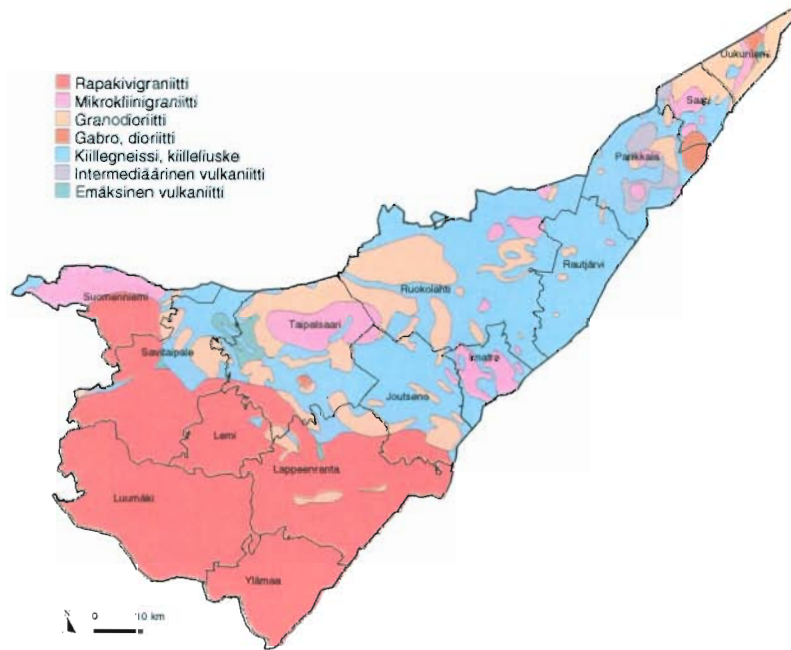 Rapakivigraniitti
Mikrokliinigraniitti
Granodioriitti
Gabro, dioriitti
Kiillegneissi, kiilleliuske
Intermediäärinen vulkaniitti
Emäksinen vulkaniitti
Uukuniemi
Saari
Parikkala
Rautjärvi
Ruokolahti
Suomenniemi
Taipalsaari
Savitaipale
Imatra
Joutseno
Lemi
Lappeenranta
Luumäki
Ylämaa
N 0 10 km